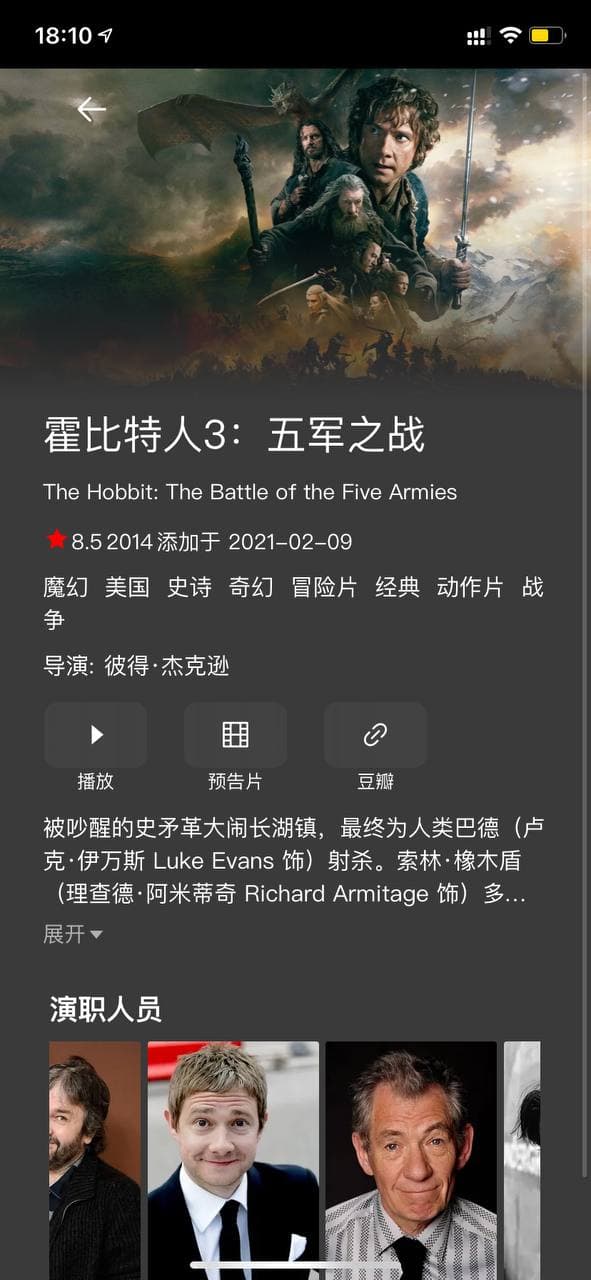 18:10
霍比特人3：五军之战
The Hobbit: The Battle of the Five Armies
8.5 2014 添加于 2021-02-09
魔幻 美国 史诗 奇幻 冒险片 经典 动作片 战
争
导演: 彼得·杰克逊
播放 预告片 豆瓣
被吵醒的史矛革大闹长湖镇，最终为人类巴德（卢
克·伊万斯 Luke Evans 饰）射杀。索林·橡木盾
（理查德·阿米蒂奇 Richard Armitage 饰）多...
展开
演职人员